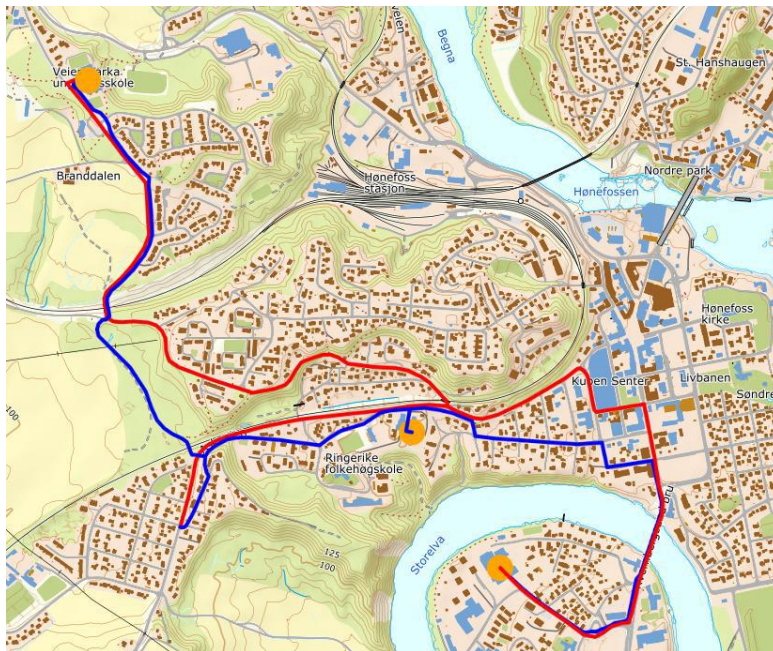 Begna
St. Hanshaugen
Hønefoss
stasjon
Nordre park
Hønefossen
Branddalen
Hønefoss
kirke
Kuben Senter
Livbanen
Søndre
100
Ringerike
folkehøgskole
125
100
Storelva